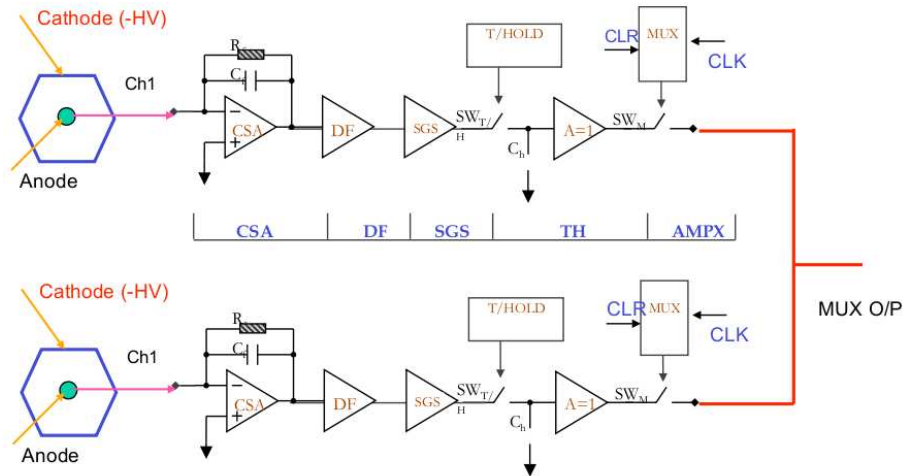 Cathode (-HV)
Ch1
Anode
R
C
CSA
DF
SGS
SW T/
H
T/HOLD
C h
A=1
SW M
CLR
MUX
CLK
CSA DF SGS TH AMPX
Cathode (-HV)
Ch1
Anode
R
C
CSA
DF
SGS
SW T/
H
T/HOLD
C h
A=1
SW M
CLR
MUX
CLK
MUX O/P